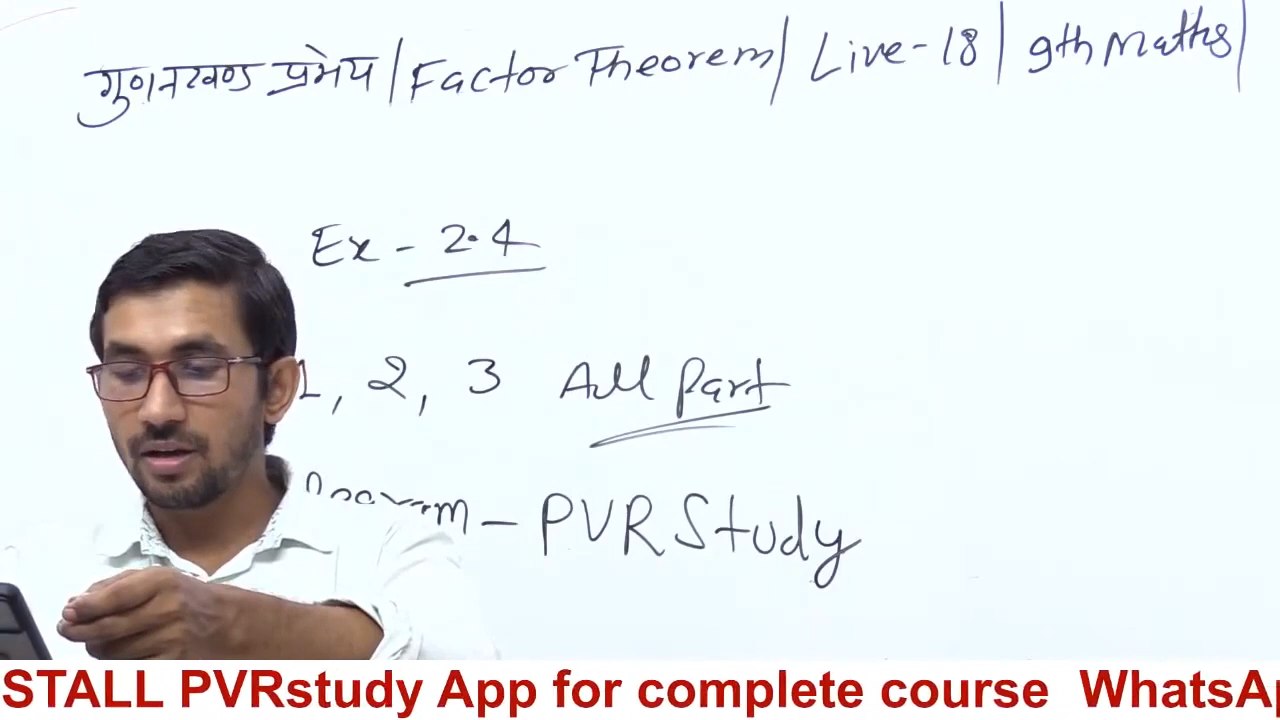 गुणनखण्ड प्रमेय | Factor Theorem | Live-18 | 9th Maths |
Ex - 2.4
1, 2, 3 All Part
- PVR Study
STALL PVRstudy App for complete course WhatsA